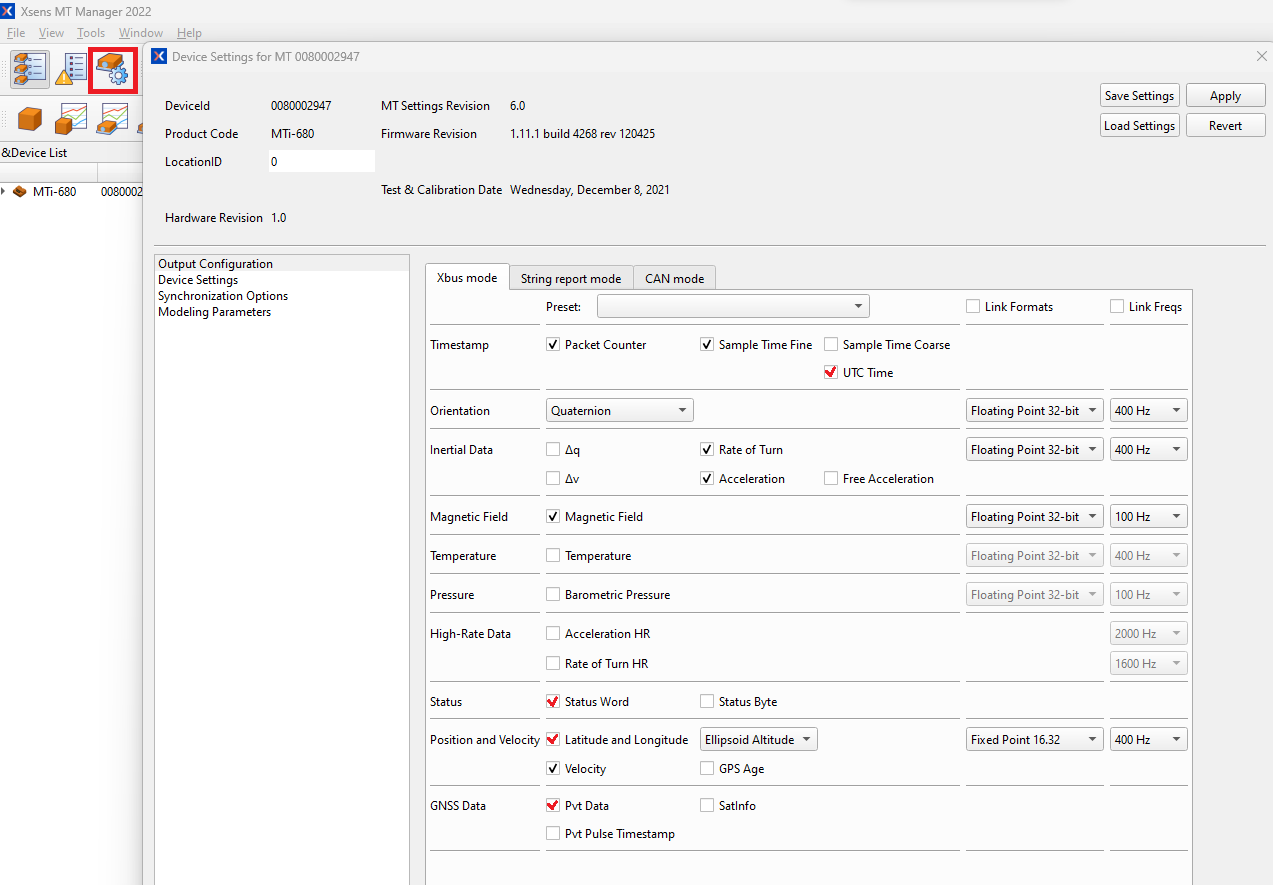 Xsens MT Manager 2022
File View Tools Window Help
Device Settings for MT 0080002947
DeviceId 0080002947 MT Settings Revision 6.0
Save Settings Apply
Product Code MTi-680 Firmware Revision 1.11.1 build 4268 rev 120425
Load Settings Revert
&Device List
LocationID 0
MTi-680 0080002
Test & Calibration Date Wednesday, December 8, 2021
Hardware Revision 1.0
Output Configuration
Device Settings
Synchronization Options
Modeling Parameters
Xbus mode String report mode CAN mode
Preset: Link Formats Link Freqs
Timestamp Packet Counter Sample Time Fine Sample Time Coarse
UTC Time
Orientation Quaternion Floating Point 32-bit 400 Hz
Inertial Data Δq Rate of Turn Floating Point 32-bit 400 Hz
Δv Acceleration Free Acceleration
Magnetic Field Magnetic Field Floating Point 32-bit 100 Hz
Temperature Temperature Floating Point 32-bit 400 Hz
Pressure Barometric Pressure Floating Point 32-bit 100 Hz
High-Rate Data Acceleration HR 2000 Hz
Rate of Turn HR 1600 Hz
Status Status Word Status Byte
Position and Velocity Latitude and Longitude Ellipsoid Altitude Fixed Point 16.32 400 Hz
Velocity GPS Age
GNSS Data Pvt Data SatInfo
Pvt Pulse Timestamp